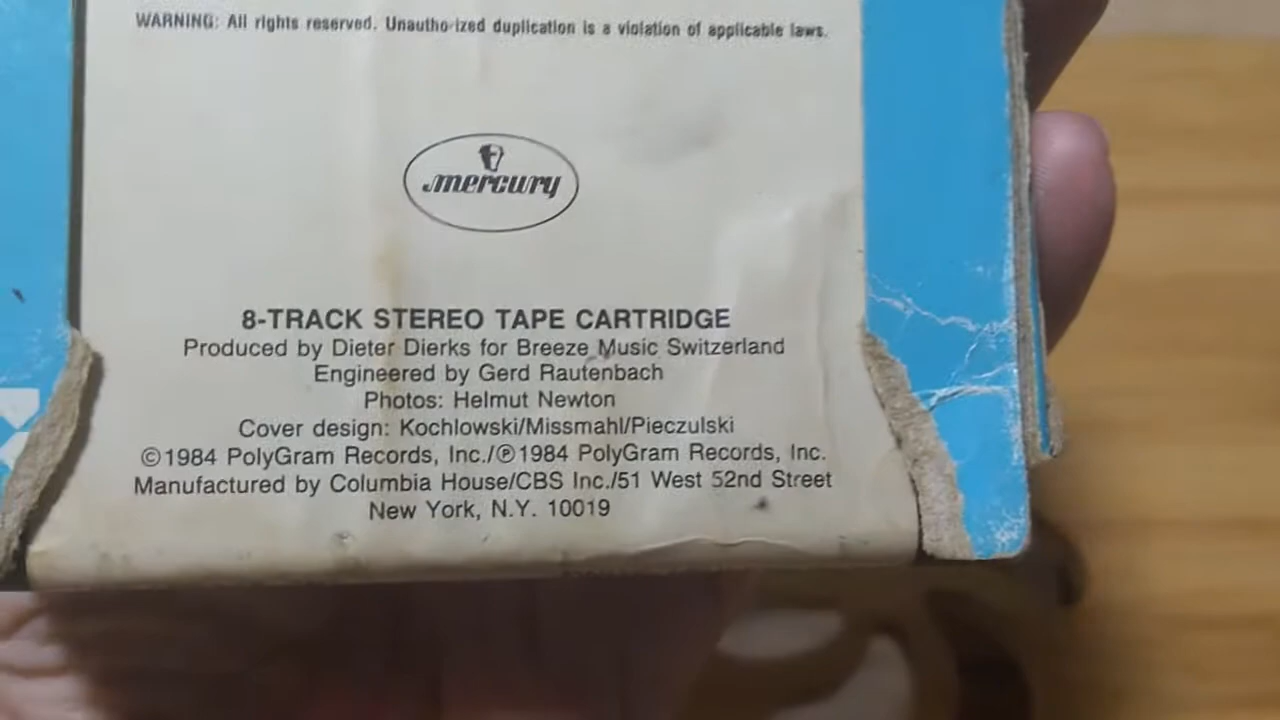 WARNING: All rights reserved. Unautho ized duplication is a violation of applicable laws.
mercury
8-TRACK STEREO TAPE CARTRIDGE
Produced by Dieter Dierks for Breeze Music Switzerland
Engineered by Gerd Rautenbach
Photos: Helmut Newton
Cover design: Kochlowski/Missmahl/Pieczulski
©1984 PolyGram Records, Inc./℗1984 PolyGram Records, Inc.
Manufactured by Columbia House/CBS Inc./51 West 52nd Street
New York, N.Y. 10019